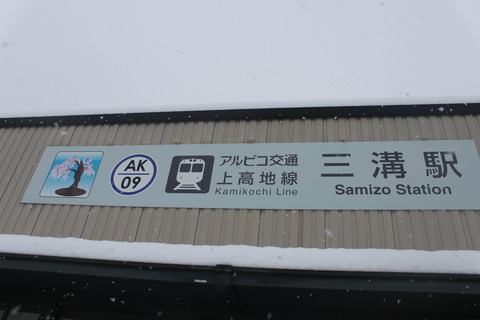 AK
09
アルピコ交通
上高地線
Kamikochi Line
三溝駅
Samizo Station